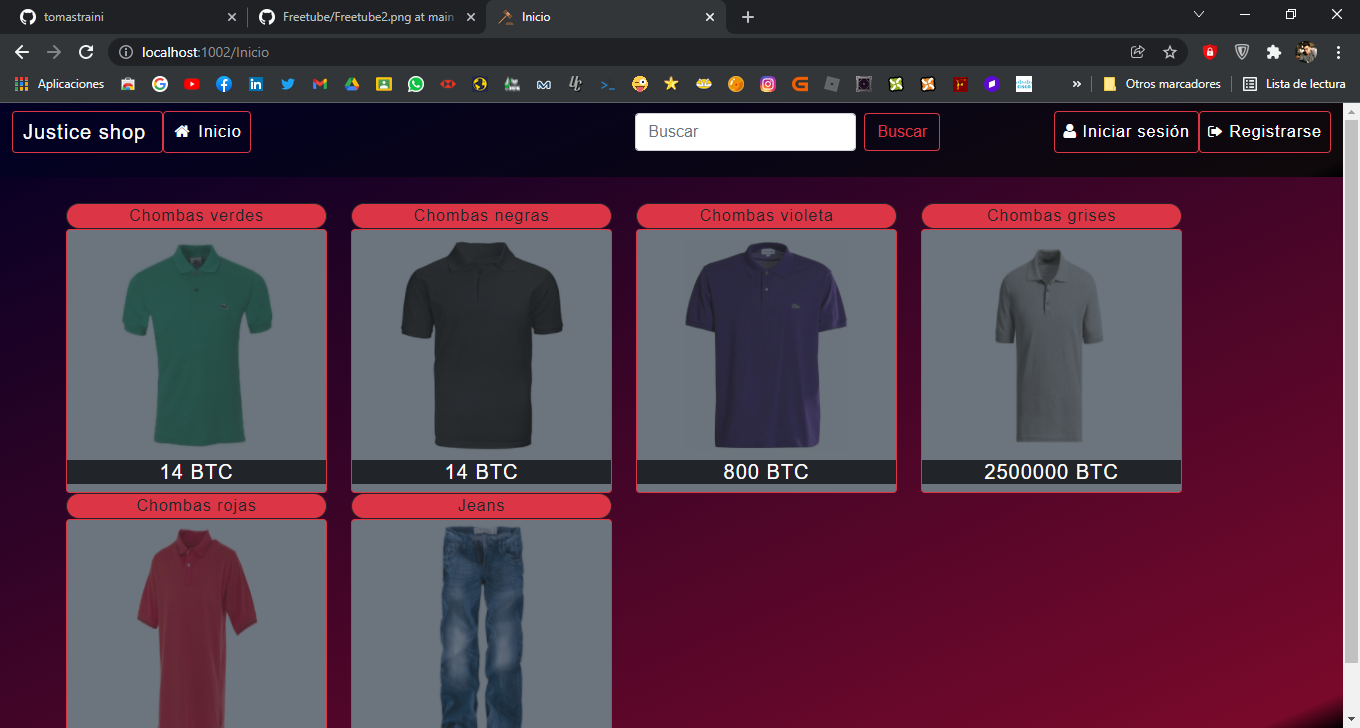 tomastraini
Freetube/Freetube2.png at main
Inicio
localhost:1002/Inicio
Aplicaciones
Otros marcadores
Lista de lectura
Justice shop
Inicio
Buscar
Buscar
Iniciar sesión
Registrarse
Chombas verdes
Chombas negras
Chombas violeta
Chombas grises
14 BTC
14 BTC
800 BTC
2500000 BTC
Chombas rojas
Jeans